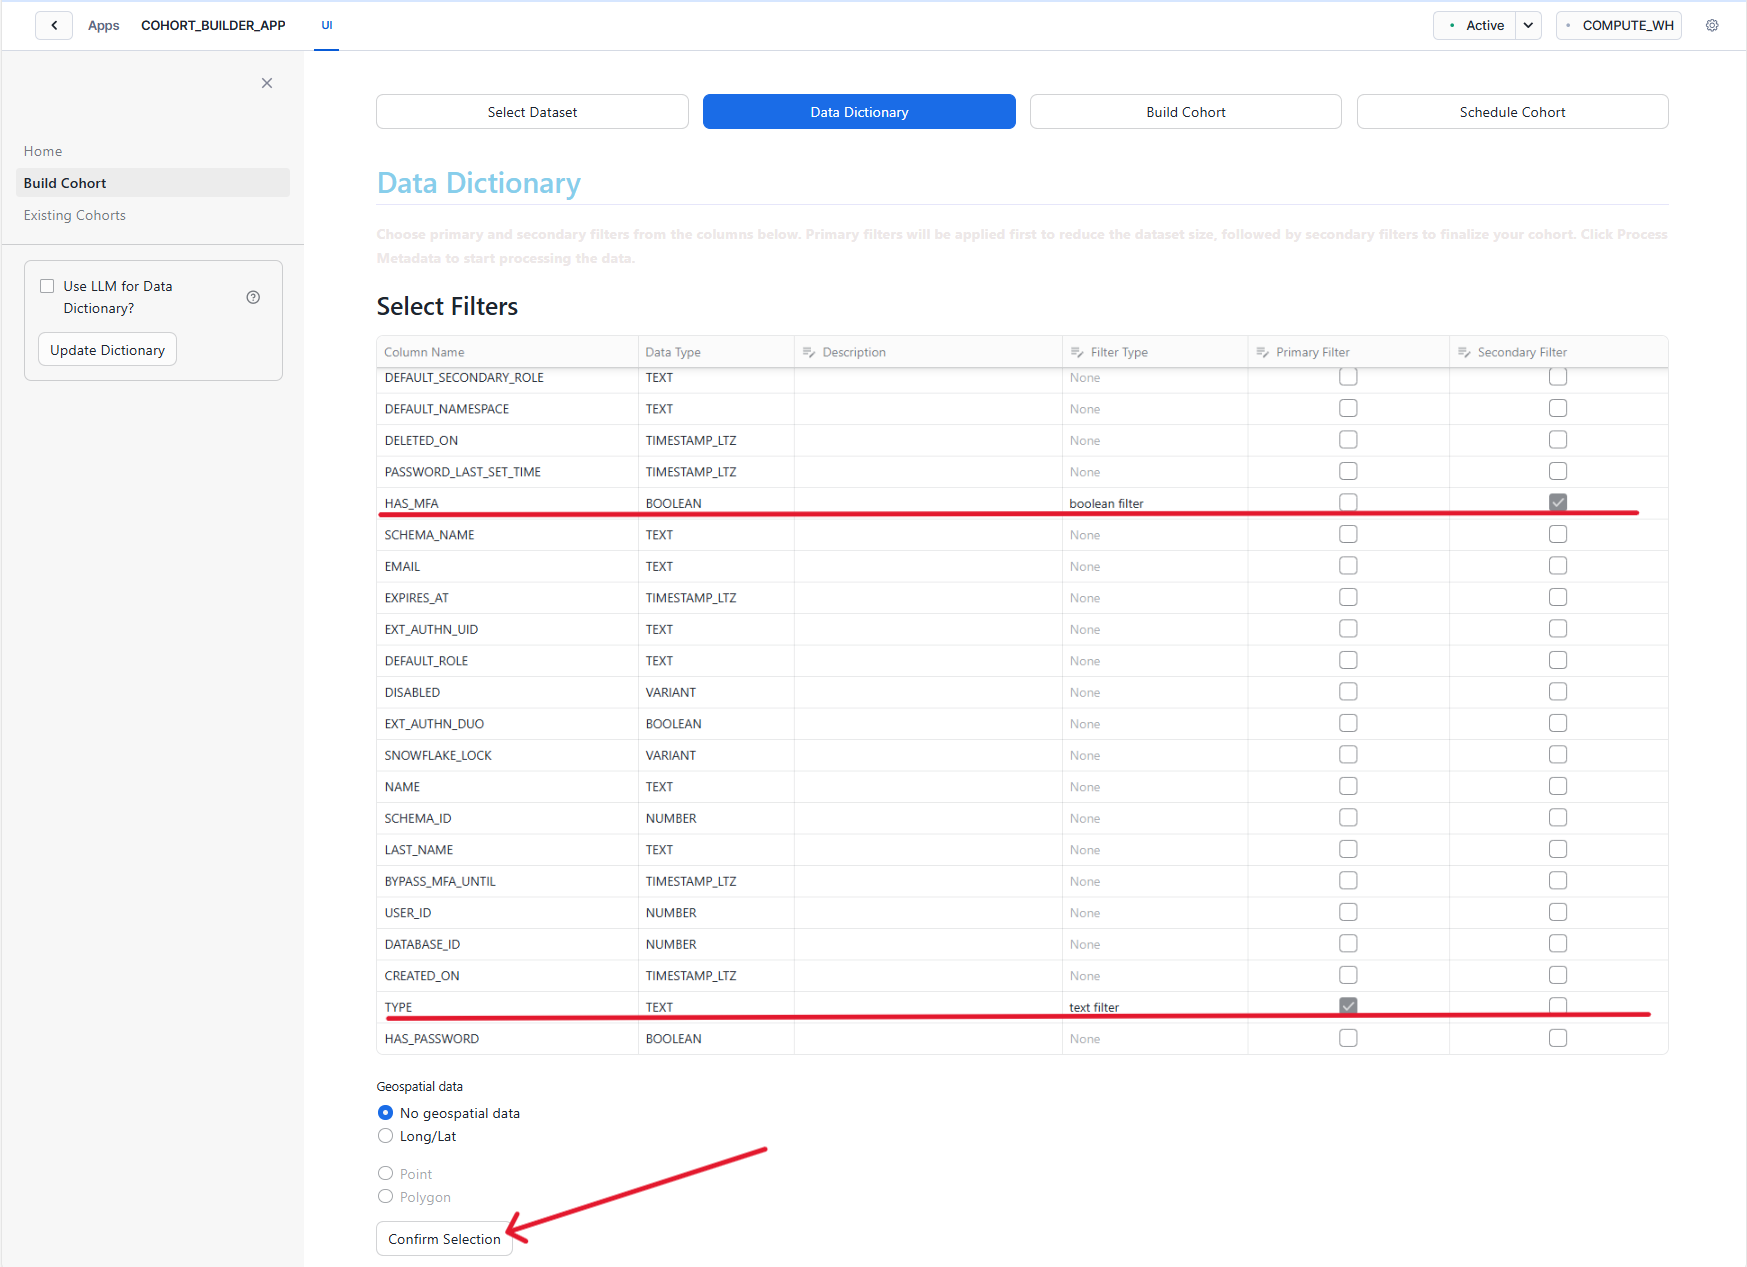 Apps COHORT_BUILDER_APP UI Active COMPUTE_WH
Home
Build Cohort
Existing Cohorts
Use LLM for Data
Dictionary?
Update Dictionary
Select Dataset Data Dictionary Build Cohort Schedule Cohort
Data Dictionary
Choose primary and secondary filters from the columns below. Primary filters will be applied first to reduce the dataset size, followed by secondary filters to finalize your cohort. Click Process
Metadata to start processing the data.
Select Filters
Column Name Data Type Description Filter Type Primary Filter Secondary Filter
DEFAULT_SECONDARY_ROLE TEXT None
DEFAULT_NAMESPACE TEXT None
DELETED_ON TIMESTAMP_LTZ None
PASSWORD_LAST_SET_TIME TIMESTAMP_LTZ None
HAS_MFA BOOLEAN boolean filter
SCHEMA_NAME TEXT None
EMAIL TEXT None
EXPIRES_AT TIMESTAMP_LTZ None
EXT_AUTHN_UID TEXT None
DEFAULT_ROLE TEXT None
DISABLED VARIANT None
EXT_AUTHN_DUO BOOLEAN None
SNOWFLAKE_LOCK VARIANT None
NAME TEXT None
SCHEMA_ID NUMBER None
LAST_NAME TEXT None
BYPASS_MFA_UNTIL TIMESTAMP_LTZ None
USER_ID NUMBER None
DATABASE_ID NUMBER None
CREATED_ON TIMESTAMP_LTZ None
TYPE TEXT text filter
HAS_PASSWORD BOOLEAN None
Geospatial data
No geospatial data
Long/Lat
Point
Polygon
Confirm Selection